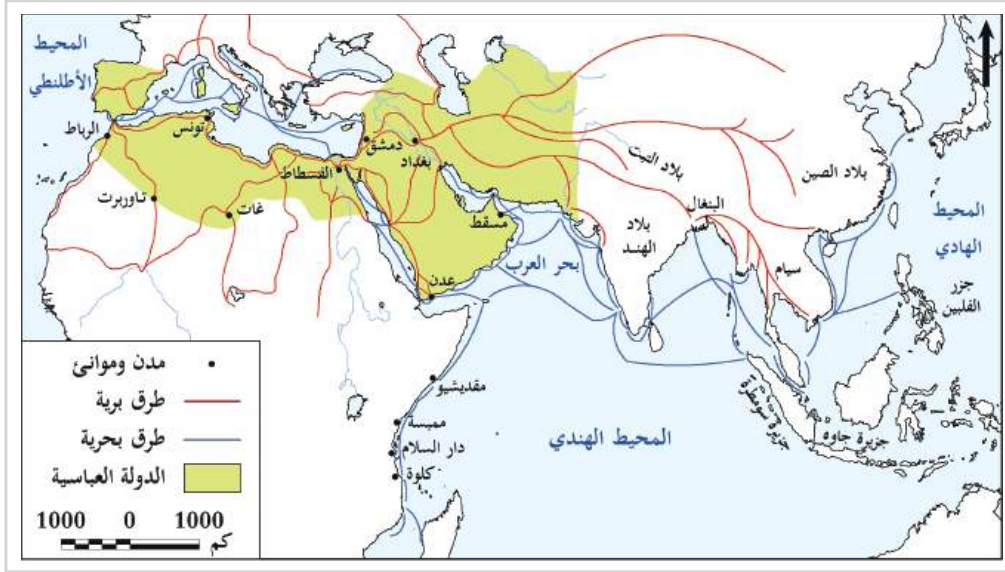 المحيط
الأطلنطي
الرباط
تونس
تاوربرت
غات
الفسطاط
دمشق
بغداد
مسقط
عدن
بحر العرب
بلاد التبت
بلاد
الهند
البنغال
بلاد الصين
سيام
المحيط
الهادي
جزر
الفلبين
مقديشيو
ممبسة
دار السلام
كلوة
المحيط الهندي
جزيرة سومطرة
جزيرة جاوة
مدن وموانئ
طرق برية
طرق بحرية
الدولة العباسية
1000 0 1000
كم